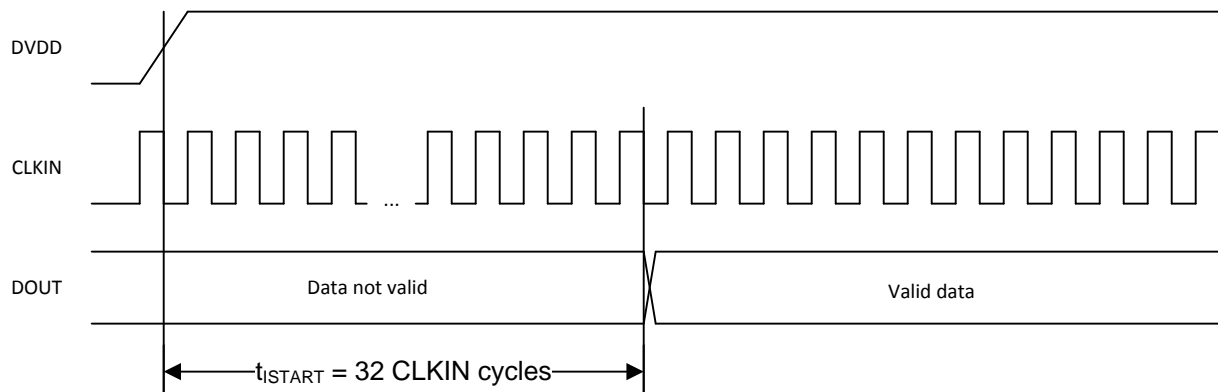 DVDD
CLKIN
...
DOUT
Data not valid
Valid data
tISTART = 32 CLKIN cycles